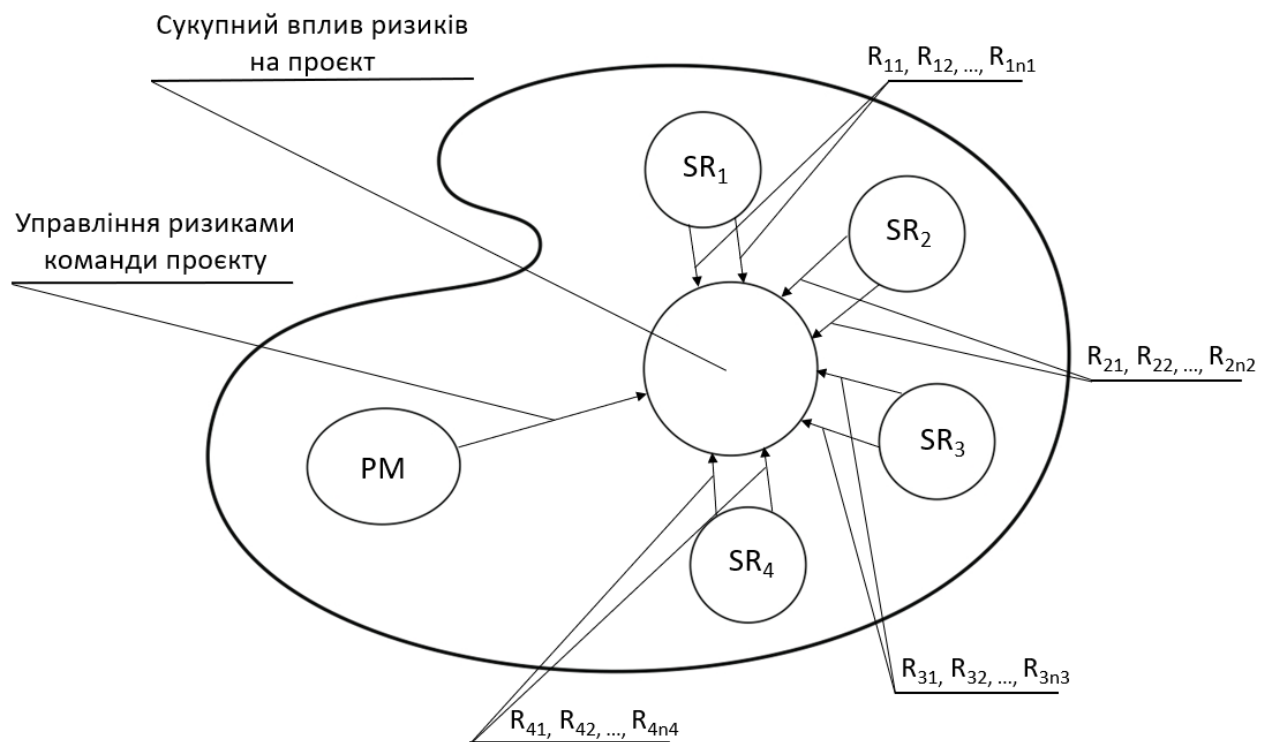 Сукупний вплив ризиків
на проєкт
R₁₁, R₁₂, ..., R₁ₙ₁
SR₁
Управління ризиками
команди проєкту
SR₂
R₂₁, R₂₂, ..., R₂ₙ₂
SR₃
PM
SR₄
R₃₁, R₃₂, ..., R₃ₙ₃
R₄₁, R₄₂, ..., R₄ₙ₄